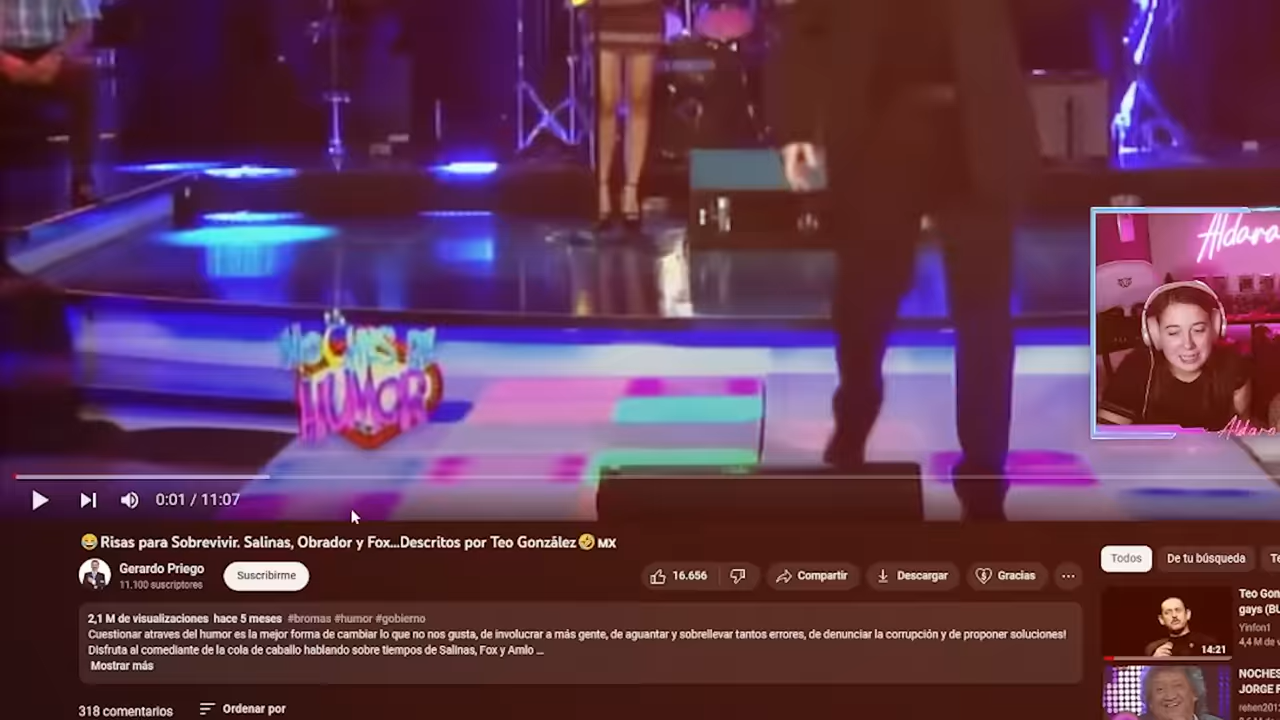 Aldara
NOCHES DE
HUMOR
Aldara
0:01 / 11:07
😂Risas para Sobrevivir. Salinas, Obrador y Fox...Descritos por Teo González🤣 MX
Gerardo Priego
11.100 suscriptores
Suscribirme
16.656
Compartir
Descargar
Gracias
...
Todos
De tu búsqueda
2,1 M de visualizaciones hace 5 meses #bromas #humor #gobierno
Cuestionar atraves del humor es la mejor forma de cambiar lo que no nos gusta, de involucrar a más gente, de aguantar y sobrellevar tantos errores, de denunciar la corrupción y de proponer soluciones!
Disfruta al comediante de la cola de caballo hablando sobre tiempos de Salinas, Fox y Amlo ...
Mostrar más
318 comentarios
Ordenar por
14:21
Teo Gon
gays (BU
Yinfon1
4,4 M de v
NOCHES
JORGE F
rehen201